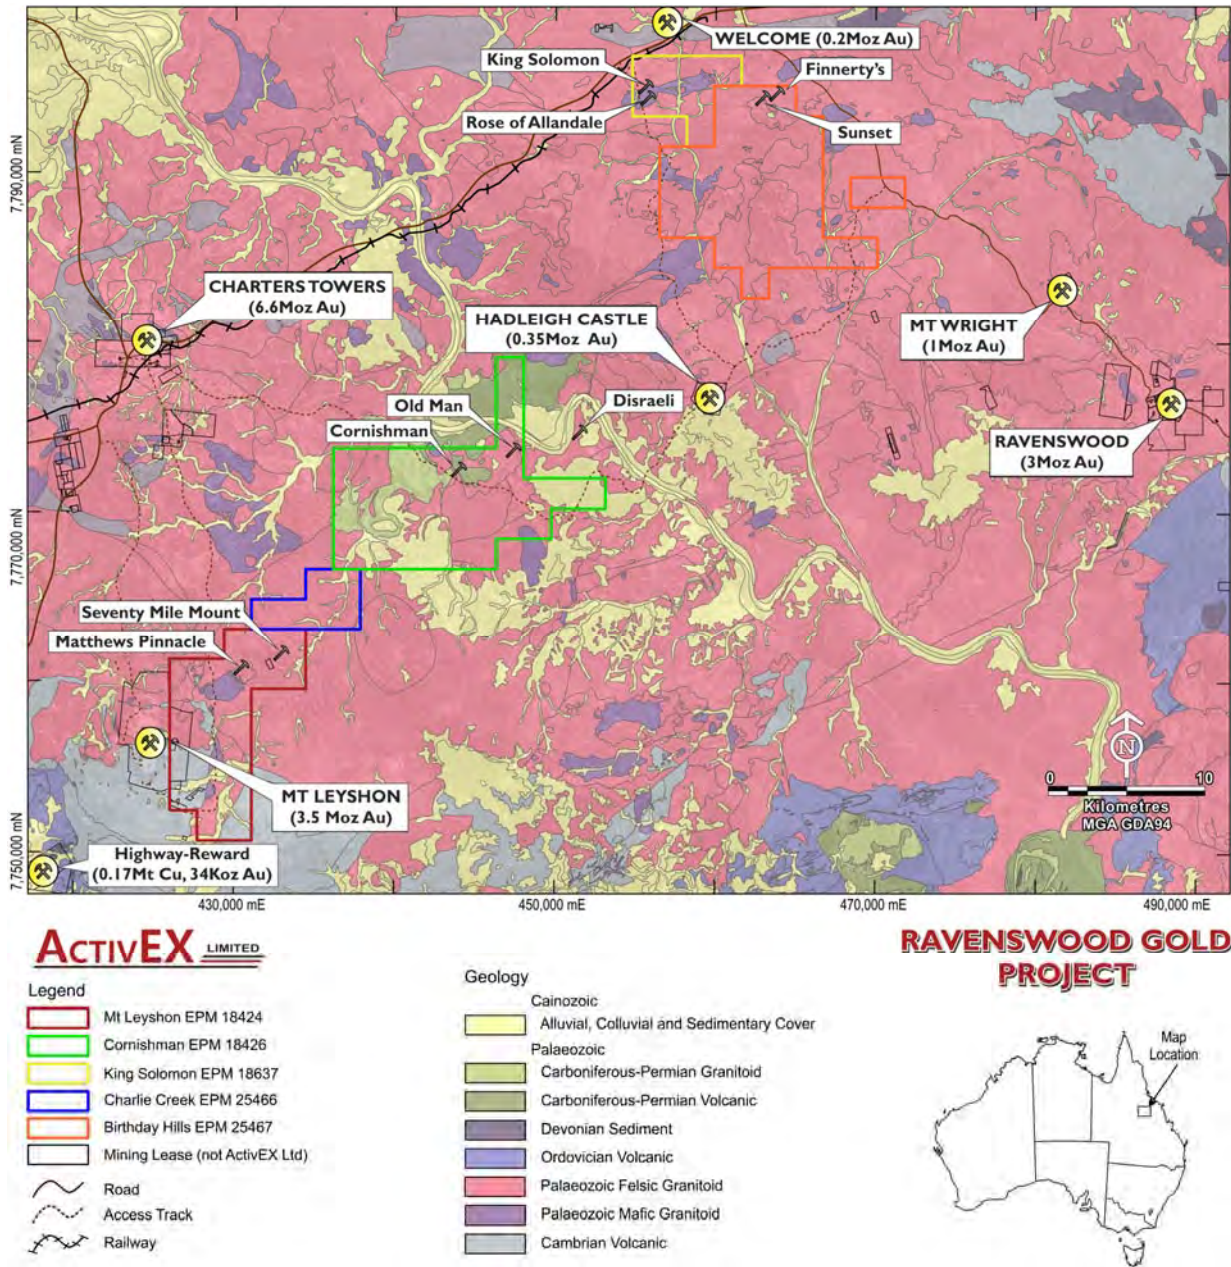 WELCOME (0.2Moz Au)
King Solomon
Finnerty's
Rose of Allandale
Sunset
7,790,000 mN
CHARTERS TOWERS
(6.6Moz Au)
HADLEIGH CASTLE
(0.35Moz Au)
MT WRIGHT
(1Moz Au)
Old Man
Disraeli
Cornishman
RAVENSWOOD
(3Moz Au)
7,770,000 mN
Seventy Mile Mount
Matthews Pinnacle
N
0 10
Kilometres
MGA GDA94
MT LEYSHON
(3.5 Moz Au)
Highway-Reward
(0.17Mt Cu, 34Koz Au)
7,750,000 mN
430,000 mE
450,000 mE
470,000 mE
490,000 mE
ACTIVEX LIMITED
RAVENSWOOD GOLD
PROJECT
Legend
Mt Leyshon EPM 18424
Cornishman EPM 18426
King Solomon EPM 18637
Charlie Creek EPM 25466
Birthday Hills EPM 25467
Mining Lease (not ActivEX Ltd)
Road
Access Track
Railway
Geology
Cainozoic
Alluvial, Colluvial and Sedimentary Cover
Palaeozoic
Carboniferous-Permian Granitoid
Carboniferous-Permian Volcanic
Devonian Sediment
Ordovician Volcanic
Palaeozoic Felsic Granitoid
Palaeozoic Mafic Granitoid
Cambrian Volcanic
Map
Location